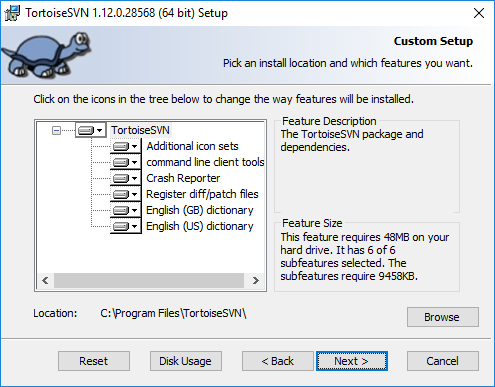 TortoiseSVN 1.12.0.28568 (64 bit) Setup
Custom Setup
Pick an install location and which features you want.
Click on the icons in the tree below to change the way features will be installed.
TortoiseSVN
Additional icon sets
command line client tools
Crash Reporter
Register diff/patch files
English (GB) dictionary
English (US) dictionary
Feature Description
The TortoiseSVN package and
dependencies.
Feature Size
This feature requires 48MB on your
hard drive. It has 6 of 6
subfeatures selected. The
subfeatures require 9458KB.
Location: C:\Program Files\TortoiseSVN\
Browse
Reset Disk Usage < Back Next > Cancel